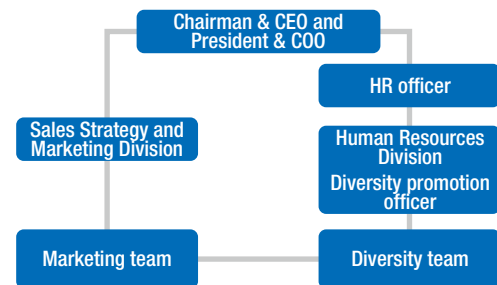 Chairman & CEO and
President & COO
HR officer
Sales Strategy and
Marketing Division
Human Resources
Division
Diversity promotion
officer
Marketing team
Diversity team